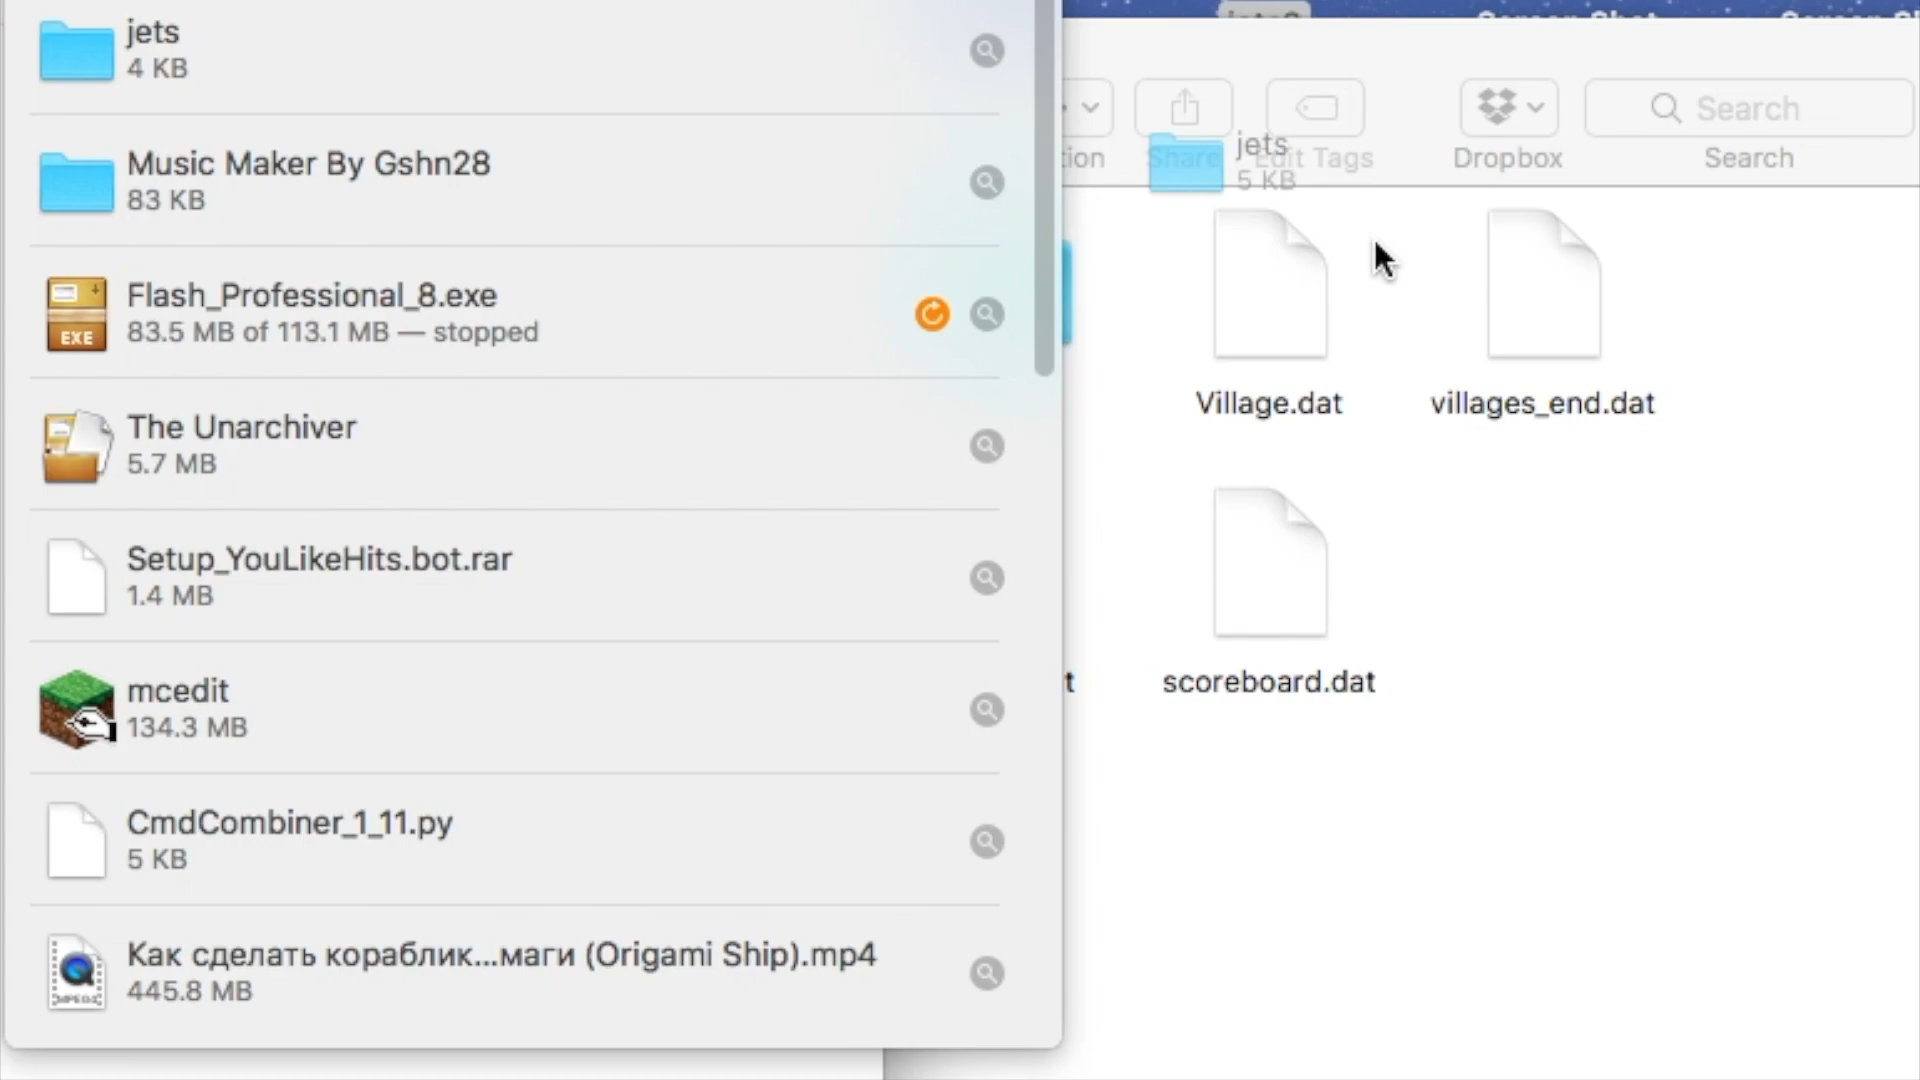 jets
4 KB
Music Maker By Gshn28
83 KB
EXE
Flash_Professional_8.exe
83.5 MB of 113.1 MB — stopped
The Unarchiver
5.7 MB
Setup_YouLikeHits.bot.rar
1.4 MB
mcedit
134.3 MB
CmdCombiner_1_11.py
5 KB
Как сделать кораблик...маги (Origami Ship).mp4
445.8 MB
Search
Share Edit Tags Dropbox Search
jets
5 KB
Village.dat
villages_end.dat
scoreboard.dat